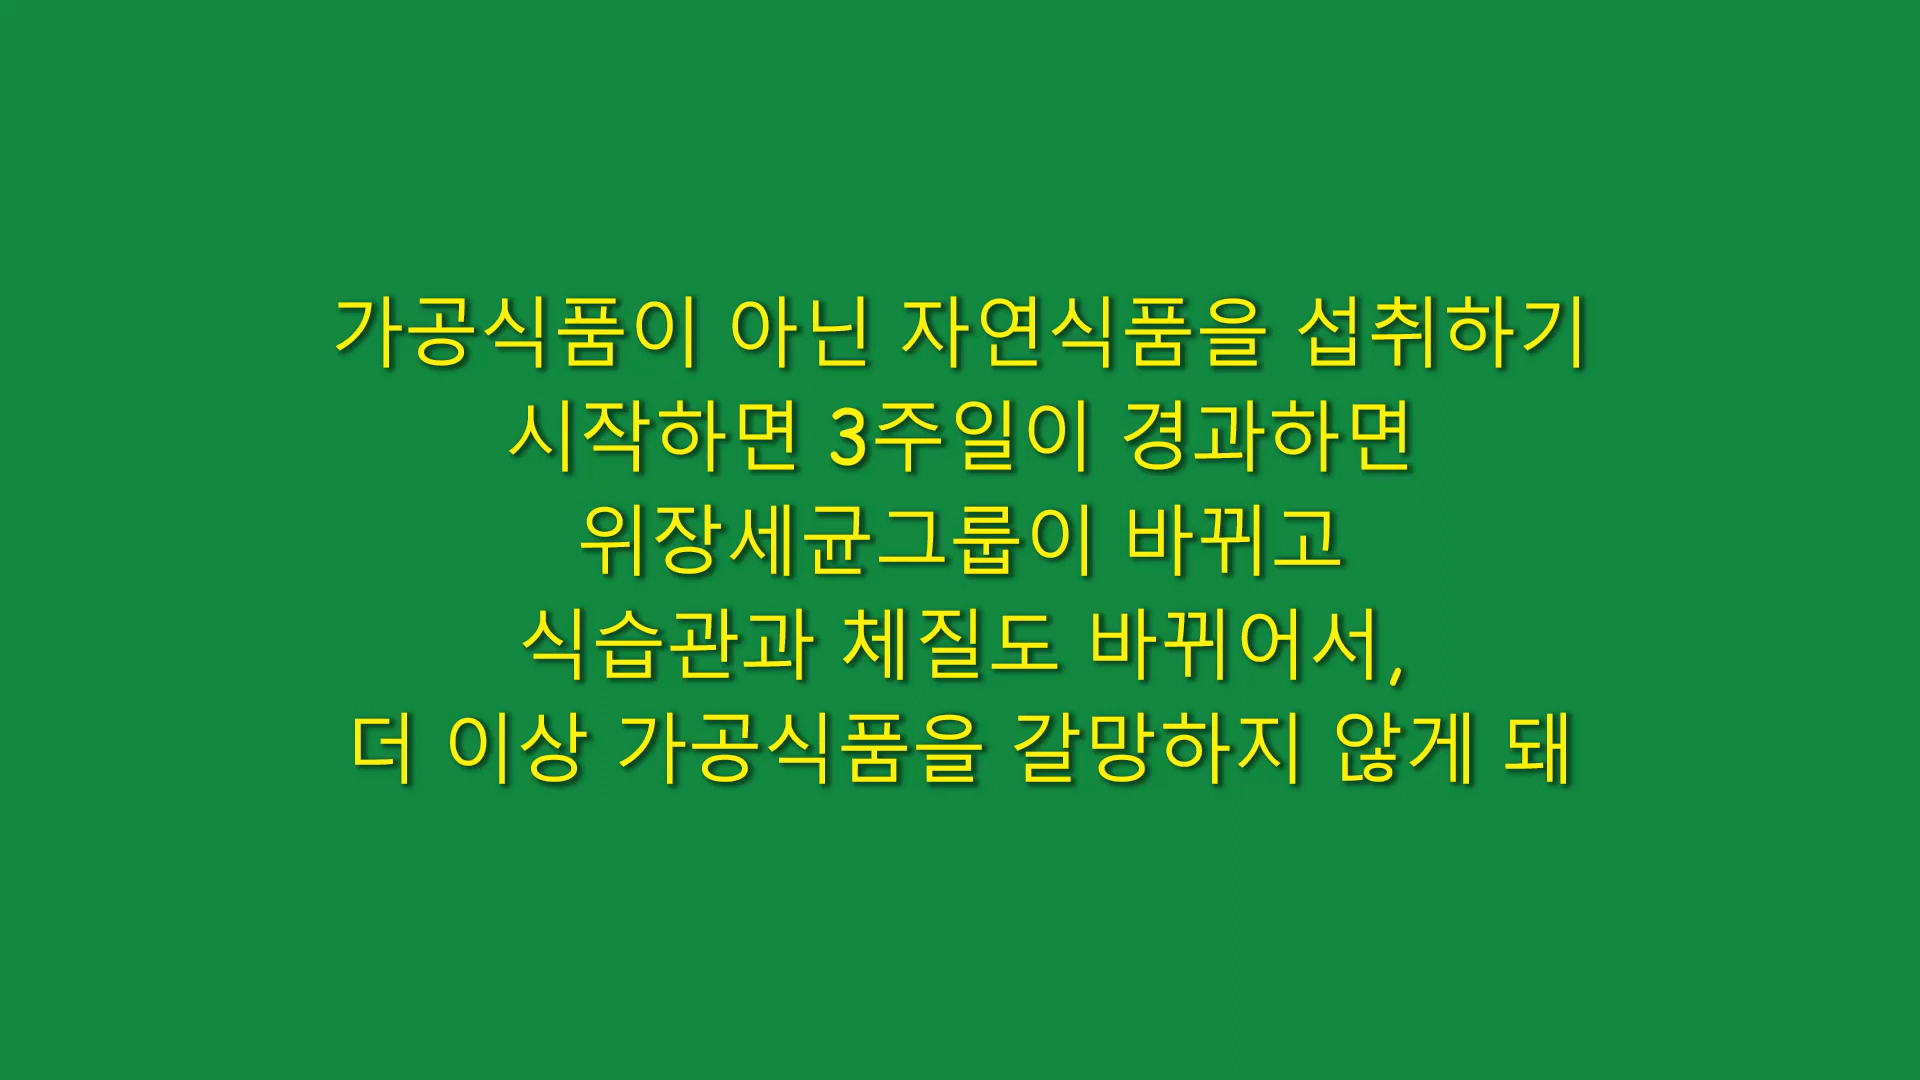 가공식품이 아닌 자연식품을 섭취하기
시작하면 3주일이 경과하면
위장세균그룹이 바뀌고
식습관과 체질도 바뀌어서,
더 이상 가공식품을 갈망하지 않게 돼